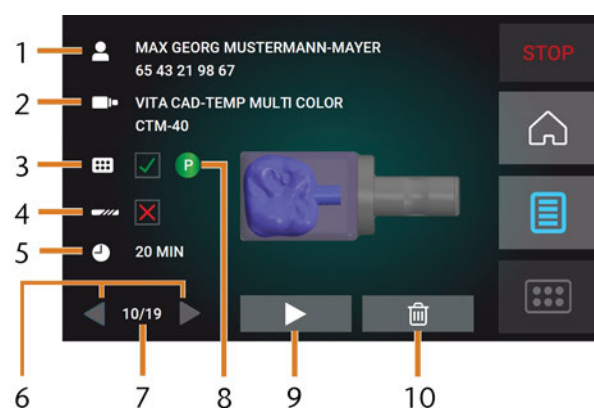 1
MAX GEORG MUSTERMANN-MAYER
65 43 21 98 67
STOP
2
VITA CAD-TEMP MULTI COLOR
CTM-40
3
P
4
5
20 MIN
10/19
6
7
8
9
10